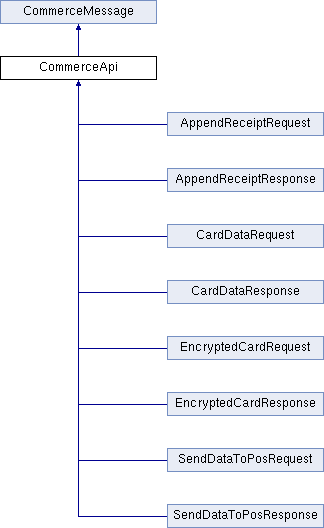 CommerceMessage
CommerceApi
AppendReceiptRequest
AppendReceiptResponse
CardDataRequest
CardDataResponse
EncryptedCardRequest
EncryptedCardResponse
SendDataToPosRequest
SendDataToPosResponse